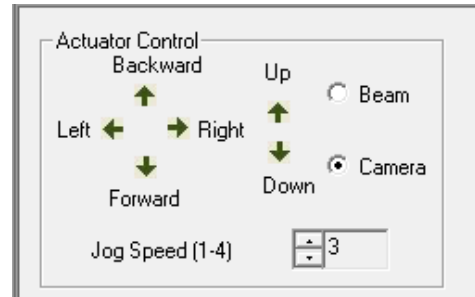 Actuator Control
Backward
Up
Beam
Left
Right
Camera
Down
Forward
Jog Speed (1-4)
3